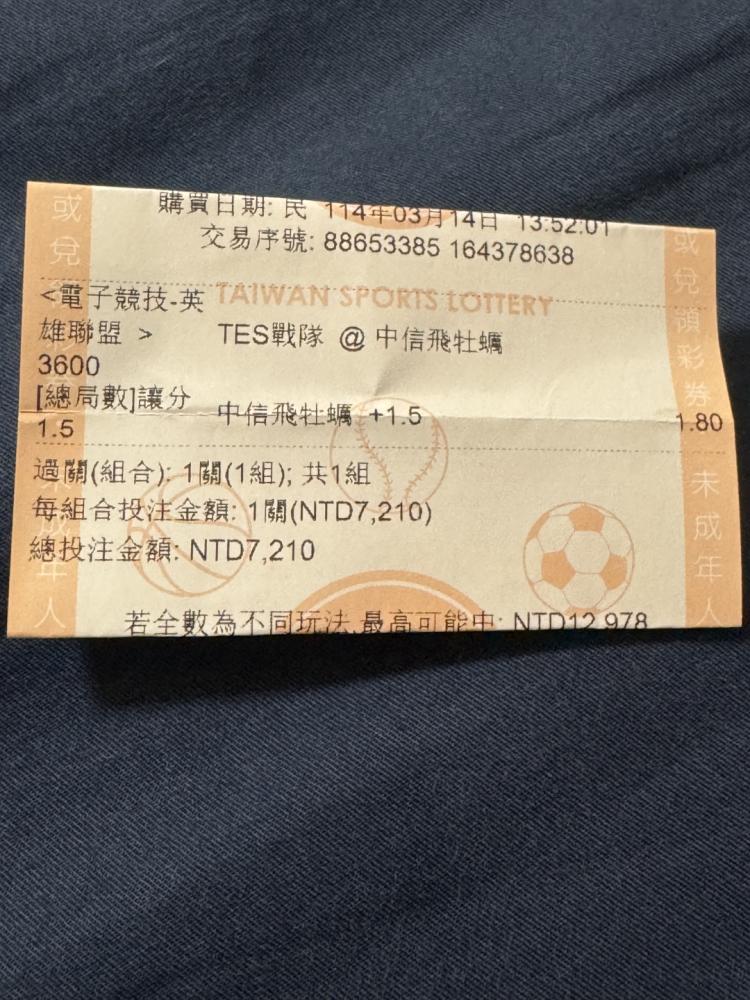 購買日期: 民 114年03月14日 13:52:01
交易序號: 88653385 164378638
TAIWAN SPORTS LOTTERY
<電子競技-英
雄聯盟 > TES戰隊 @ 中信飛牡蠣
3600
[總局數]讓分
1.5 中信飛牡蠣 +1.5 1.80
過關(組合): 1關(1組); 共1組
每組合投注金額: 1關(NTD7,210)
總投注金額: NTD7,210
若全數為不同玩法,最高可能中: NTD12,978
或兌
年人
或兌領彩券
未成年人